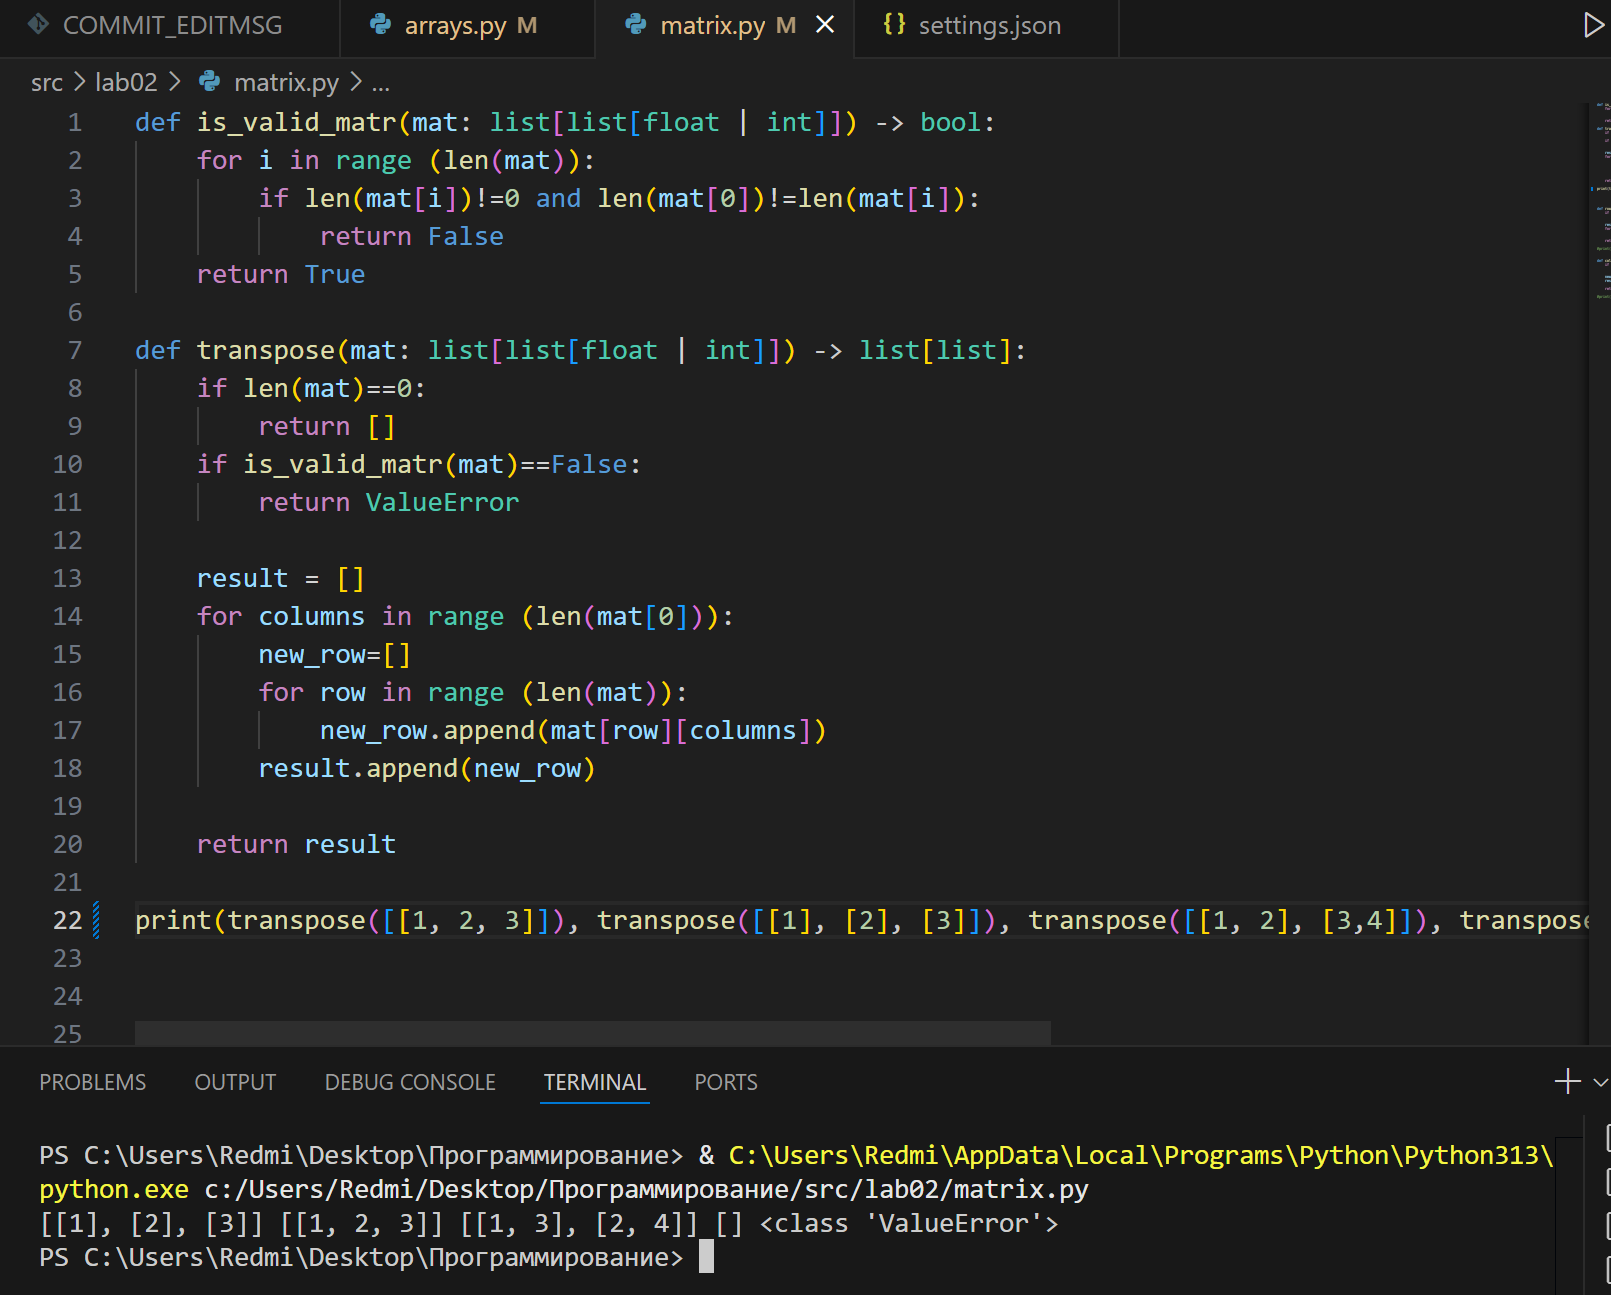 COMMIT_EDITMSG arrays.py M matrix.py M settings.json
src > lab02 > matrix.py > ...
1 def is_valid_matr(mat: list[list[float | int]]) -> bool:
2     for i in range (len(mat)):
3         if len(mat[i])!=0 and len(mat[0])!=len(mat[i]):
4             return False
5     return True
6
7 def transpose(mat: list[list[float | int]]) -> list[list]:
8     if len(mat)==0:
9         return []
10     if is_valid_matr(mat)==False:
11         return ValueError
12
13     result = []
14     for columns in range (len(mat[0])):
15         new_row=[]
16         for row in range (len(mat)):
17             new_row.append(mat[row][columns])
18         result.append(new_row)
19
20     return result
21
22 print(transpose([[1, 2, 3]]), transpose([[1], [2], [3]]), transpose([[1, 2], [3,4]]), transpose
23
24
25
PROBLEMS OUTPUT DEBUG CONSOLE TERMINAL PORTS
PS C:\Users\Redmi\Desktop\Программирование> & C:\Users\Redmi\AppData\Local\Programs\Python\Python313\
python.exe c:/Users/Redmi/Desktop/Программирование/src/lab02/matrix.py
[[1], [2], [3]] [[1, 2, 3]] [[1, 3], [2, 4]] [] <class 'ValueError'>
PS C:\Users\Redmi\Desktop\Программирование>